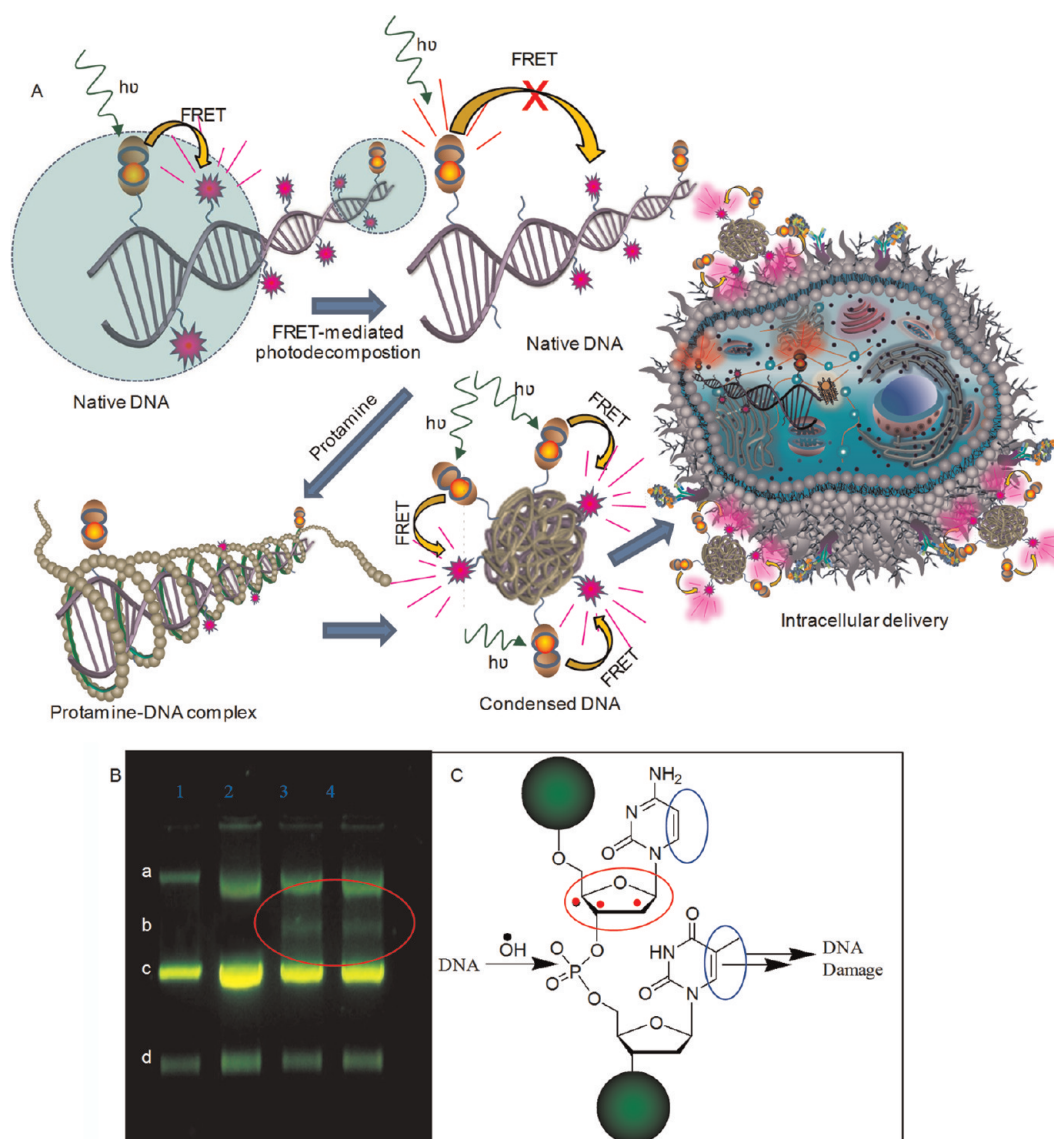 A
hυ
FRET
hυ
FRET
X
Native DNA
FRET-mediated
photodecompostion
Native DNA
Protamine
hυ
hυ
FRET
FRET
hυ
FRET
Protamine-DNA complex
Condensed DNA
Intracellular delivery
B
1 2 3 4
a
b
c
d
C
NH2
N
O
N
O
O
O
O
O
P
O
O
HN
O
N
O
DNA
•OH
DNA
Damage